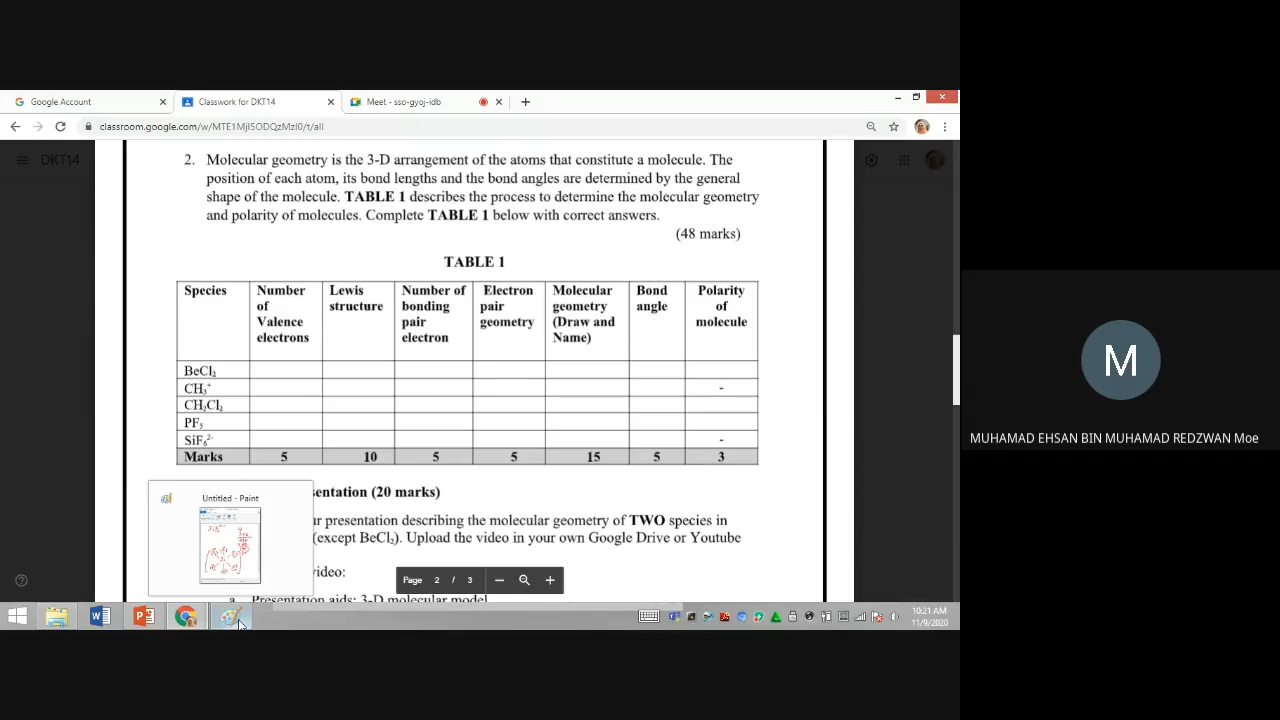 Google Account
Classwork for DKT14
Meet - sso-gyoj-idb
classroom.google.com/w/MTE1MjI5ODQzMzI0/t/all
DKT14
2. Molecular geometry is the 3-D arrangement of the atoms that constitute a molecule. The
position of each atom, its bond lengths and the bond angles are determined by the general
shape of the molecule. TABLE 1 describes the process to determine the molecular geometry
and polarity of molecules. Complete TABLE 1 below with correct answers.
(48 marks)
TABLE 1
Species Number of Valence electrons Lewis structure Number of bonding pair electron Electron pair geometry Molecular geometry (Draw and Name) Bond angle Polarity of molecule
BeCl₂
CH₃⁺ -
CH₂Cl₂
PF₅
SiF₆²⁻ -
Marks 5 10 5 5 15 5 3
Untitled - Paint
sentation (20 marks)
ur presentation describing the molecular geometry of TWO species in
(except BeCl₂). Upload the video in your own Google Drive or Youtube
video:
a. Presentation aids: 3-D molecular model
Page 2 / 3
10:21 AM
11/9/2020
M
MUHAMAD EHSAN BIN MUHAMAD REDZWAN Moe